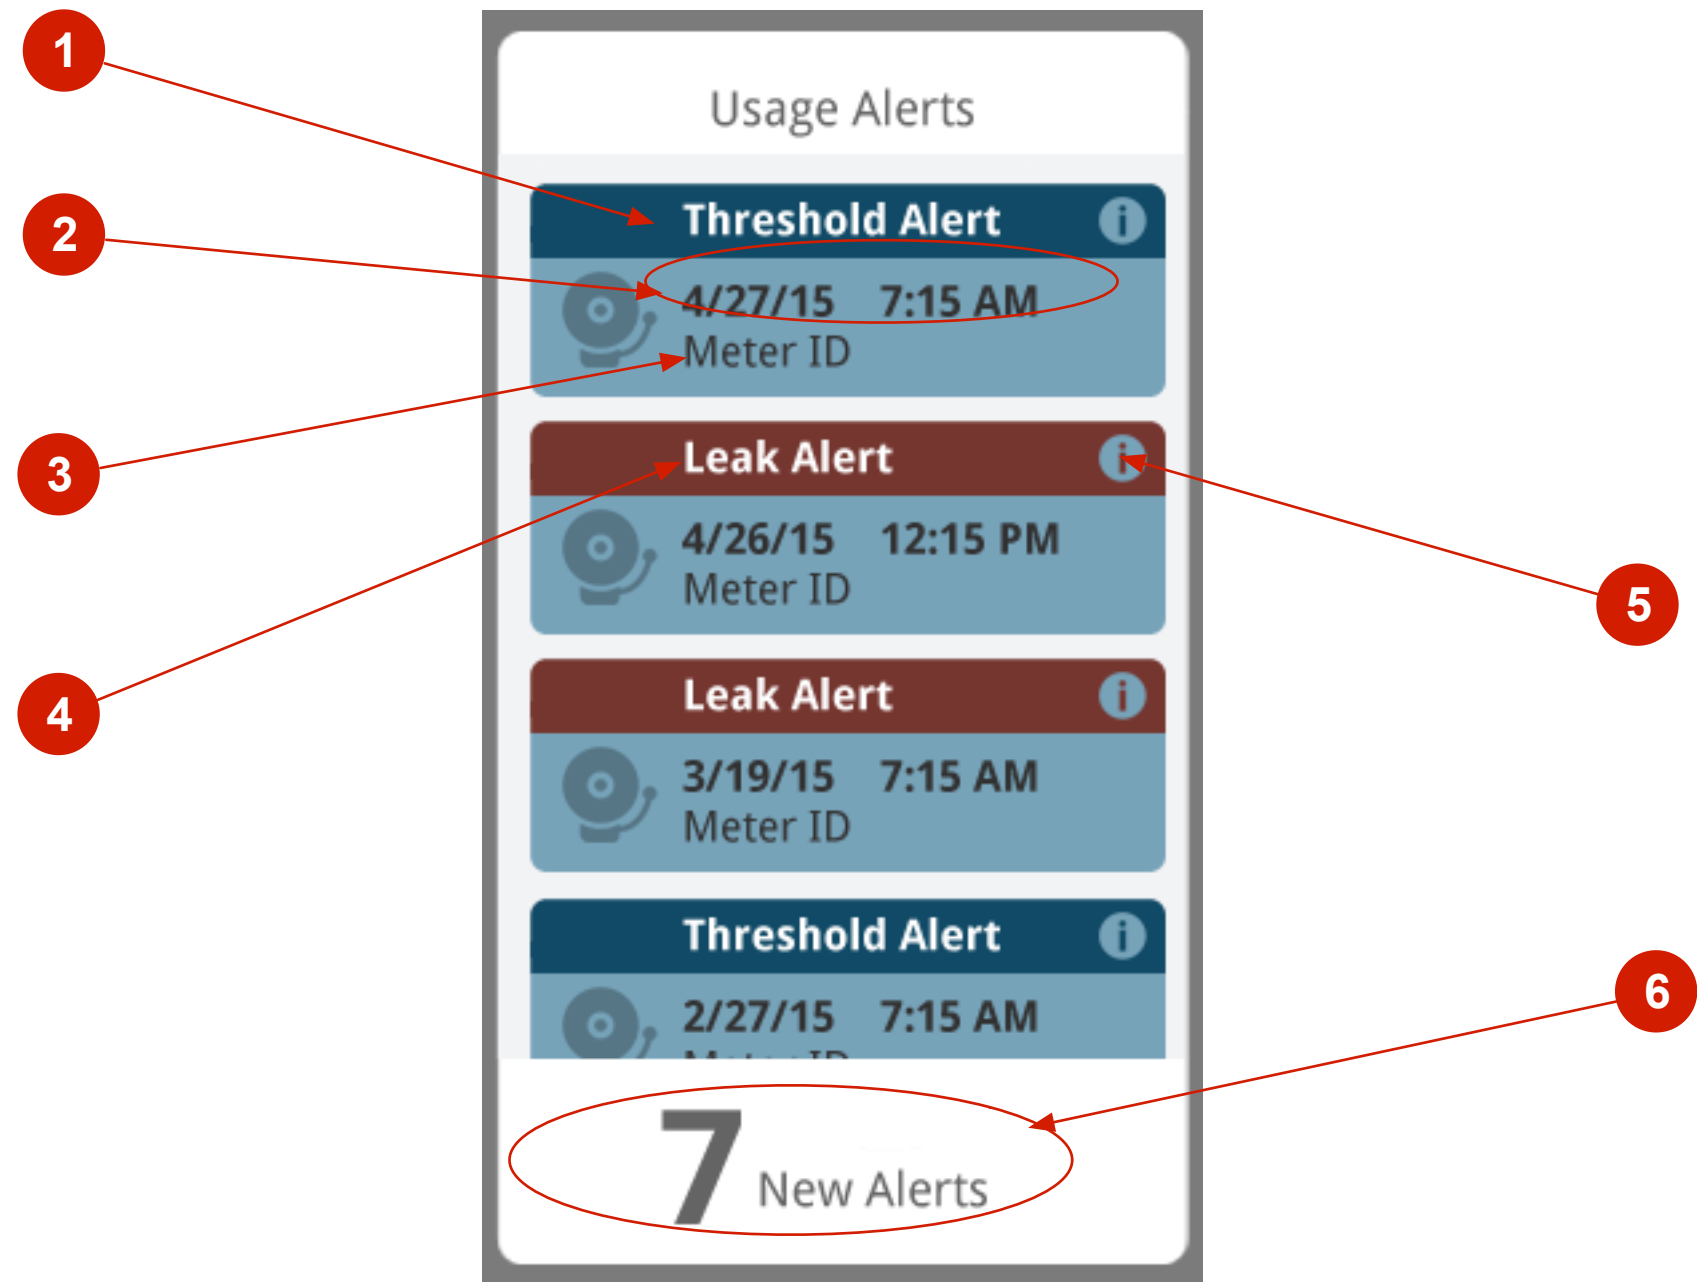 1
2
3
4
5
6
Usage Alerts
Threshold Alert i
4/27/15 7:15 AM
Meter ID
Leak Alert i
4/26/15 12:15 PM
Meter ID
Leak Alert i
3/19/15 7:15 AM
Meter ID
Threshold Alert i
2/27/15 7:15 AM
Meter ID
7 New Alerts